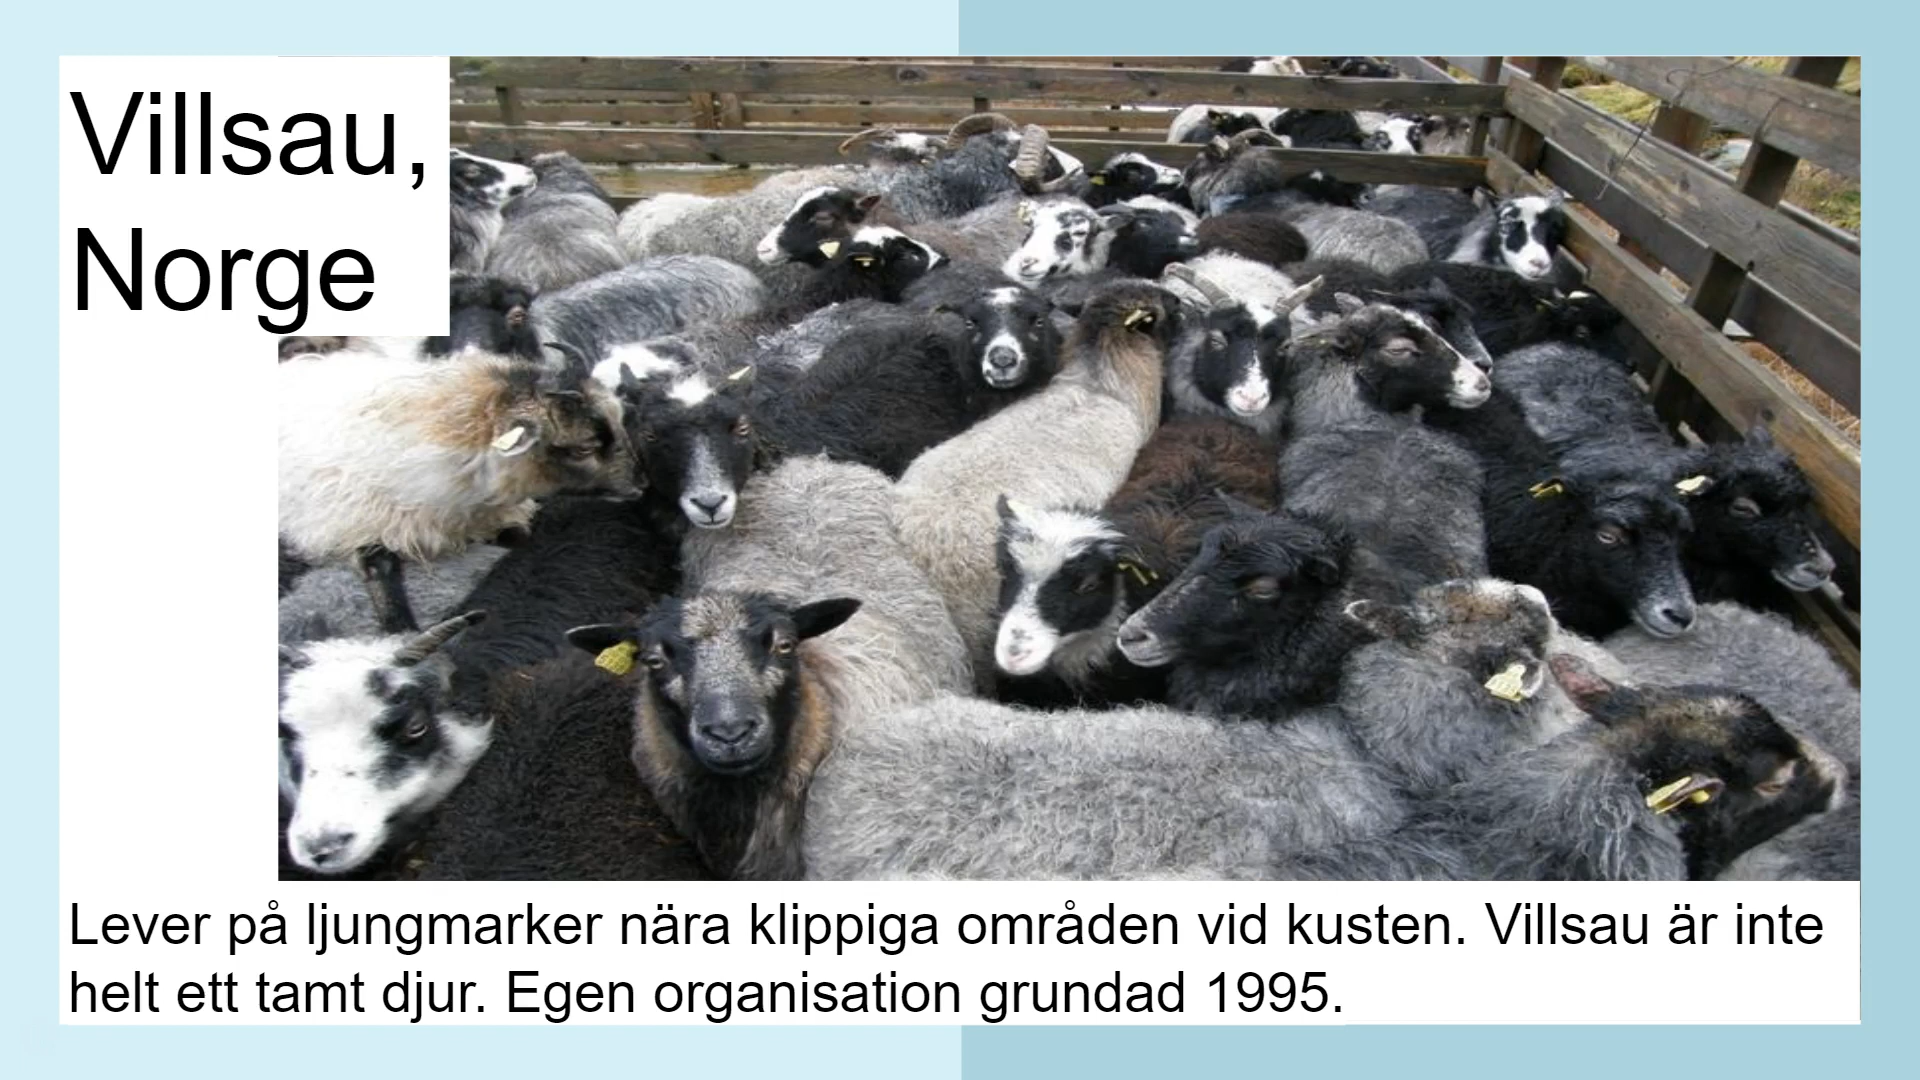 Villsau,
Norge
Lever på ljungmarker nära klippiga områden vid kusten. Villsau är inte
helt ett tamt djur. Egen organisation grundad 1995.